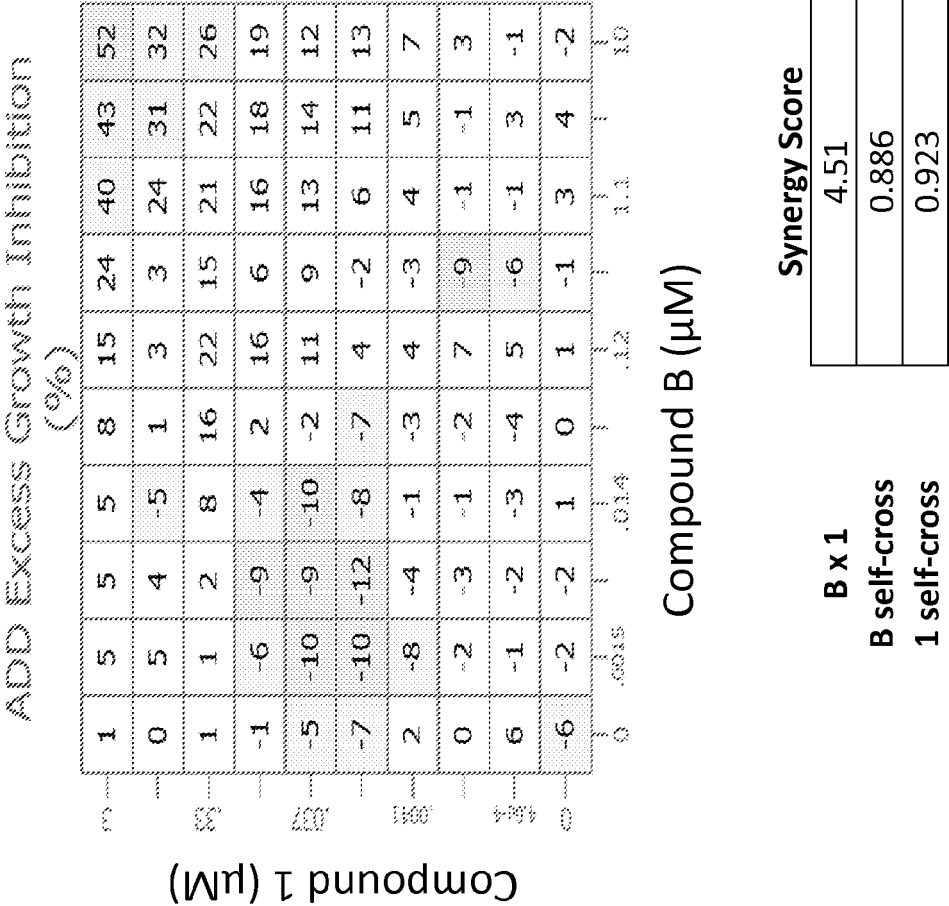 ADD Excess Growth Inhibition
(%)
Compound 1 (µM)
3 1 5 5 5 8 15 24 40 43 52
0 5 4 -5 1 3 3 24 31 32
.33 1 1 2 8 16 22 15 21 22 26
-1 -6 -9 -4 2 16 6 16 18 19
.037 -5 -10 -9 -10 -2 11 9 13 14 12
-7 -10 -12 -8 -7 4 -2 6 11 13
.0041 2 -8 -4 -1 -3 4 -3 4 5 7
0 -2 -3 -1 -2 7 -9 -1 -1 3
6 -1 -2 -3 -4 5 -6 -1 3 -1
0 -6 -2 -2 1 0 1 -1 3 4 -2
0 .0015 .014 .12 1.1 10
Compound B (µM)
Synergy Score
B x 1 4.51
B self-cross 0.886
1 self-cross 0.923